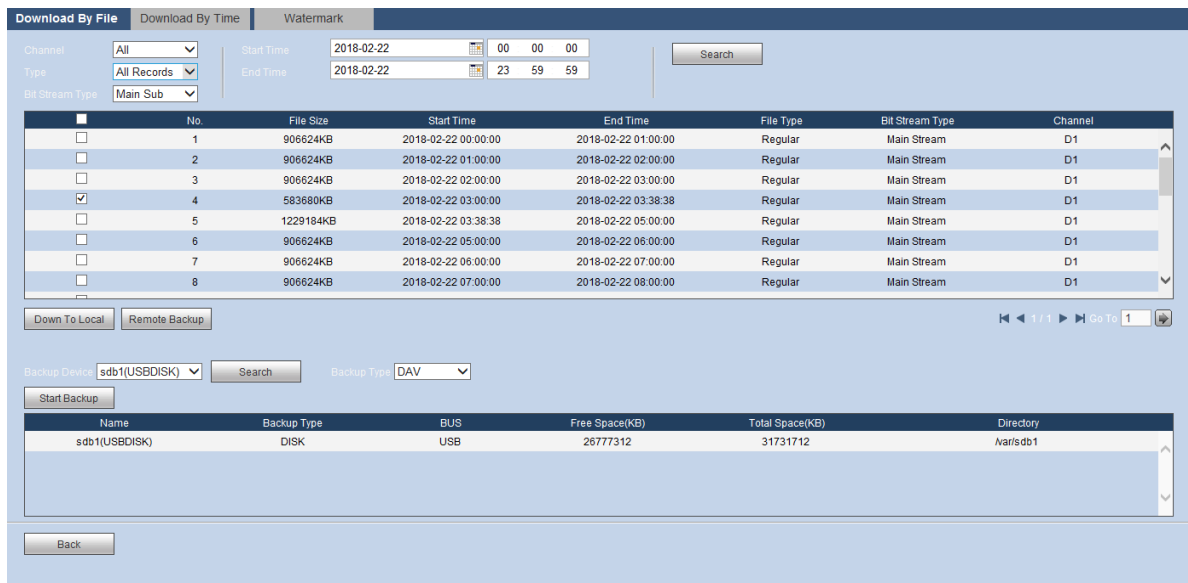 Download By File Download By Time Watermark
Channel All Start Time 2018-02-22 00 00 00 Search
Type All Records End Time 2018-02-22 23 59 59
Bit Stream Type Main Sub
No. File Size Start Time End Time File Type Bit Stream Type Channel
1 906624KB 2018-02-22 00:00:00 2018-02-22 01:00:00 Regular Main Stream D1
2 906624KB 2018-02-22 01:00:00 2018-02-22 02:00:00 Regular Main Stream D1
3 906624KB 2018-02-22 02:00:00 2018-02-22 03:00:00 Regular Main Stream D1
4 583680KB 2018-02-22 03:00:00 2018-02-22 03:38:38 Regular Main Stream D1
5 1229184KB 2018-02-22 03:38:38 2018-02-22 05:00:00 Regular Main Stream D1
6 906624KB 2018-02-22 05:00:00 2018-02-22 06:00:00 Regular Main Stream D1
7 906624KB 2018-02-22 06:00:00 2018-02-22 07:00:00 Regular Main Stream D1
8 906624KB 2018-02-22 07:00:00 2018-02-22 08:00:00 Regular Main Stream D1
Down To Local Remote Backup 1 / 1 Go To 1
Backup Device sdb1(USBDISK) Search Backup Type DAV
Start Backup
Name Backup Type BUS Free Space(KB) Total Space(KB) Directory
sdb1(USBDISK) DISK USB 26777312 31731712 /var/sdb1
Back